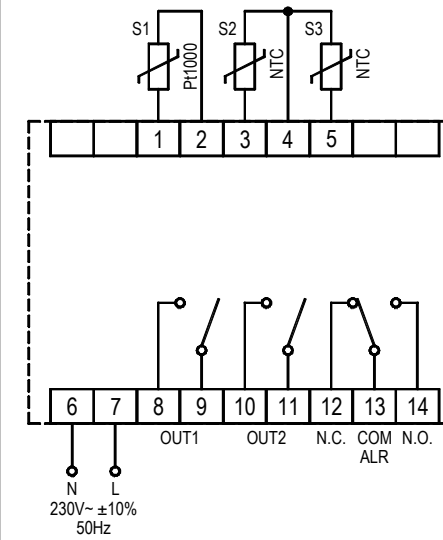 S1 S2 S3
Pt1000 NTC NTC
1 2 3 4 5
6 7 8 9 10 11 12 13 14
OUT1 OUT2 N.C. COM N.O.
ALR
N L
230V~ ±10%
50Hz